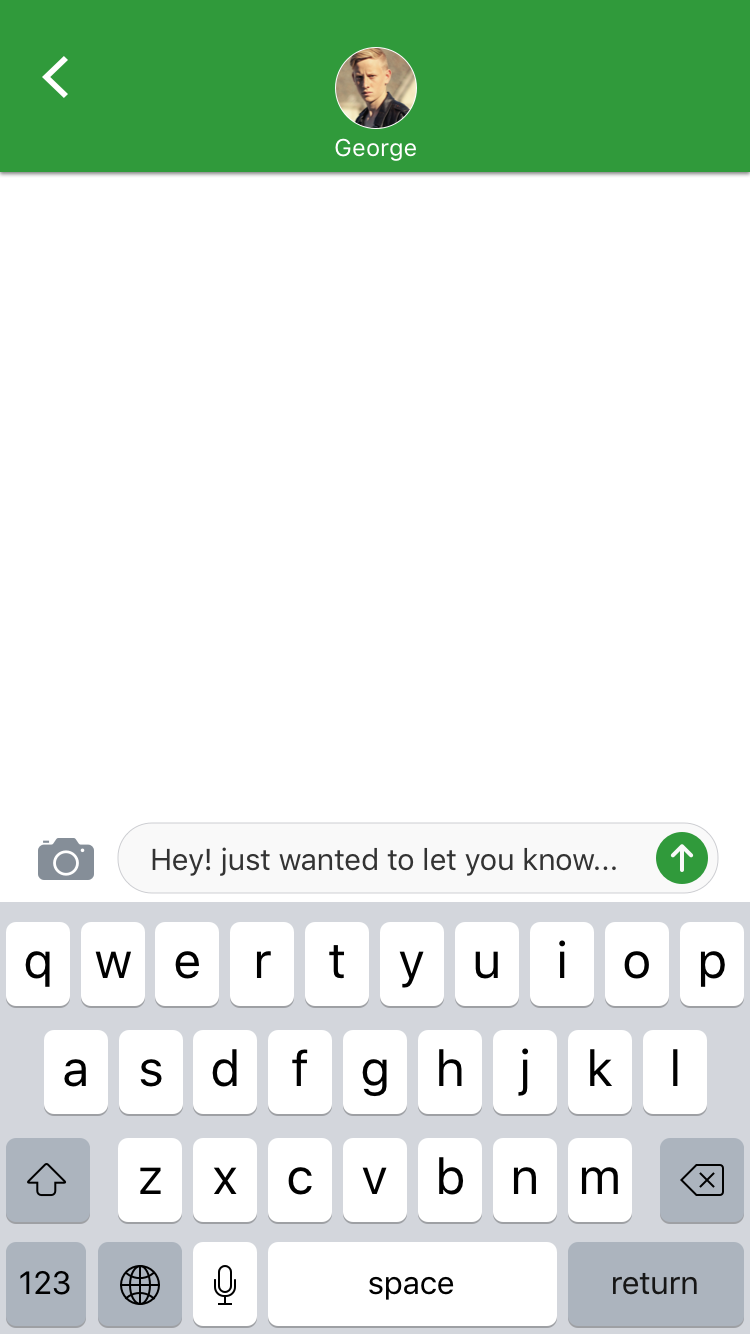 George
Hey! just wanted to let you know...
q w e r t y u i o p
a s d f g h j k l
z x c v b n m
123 space return